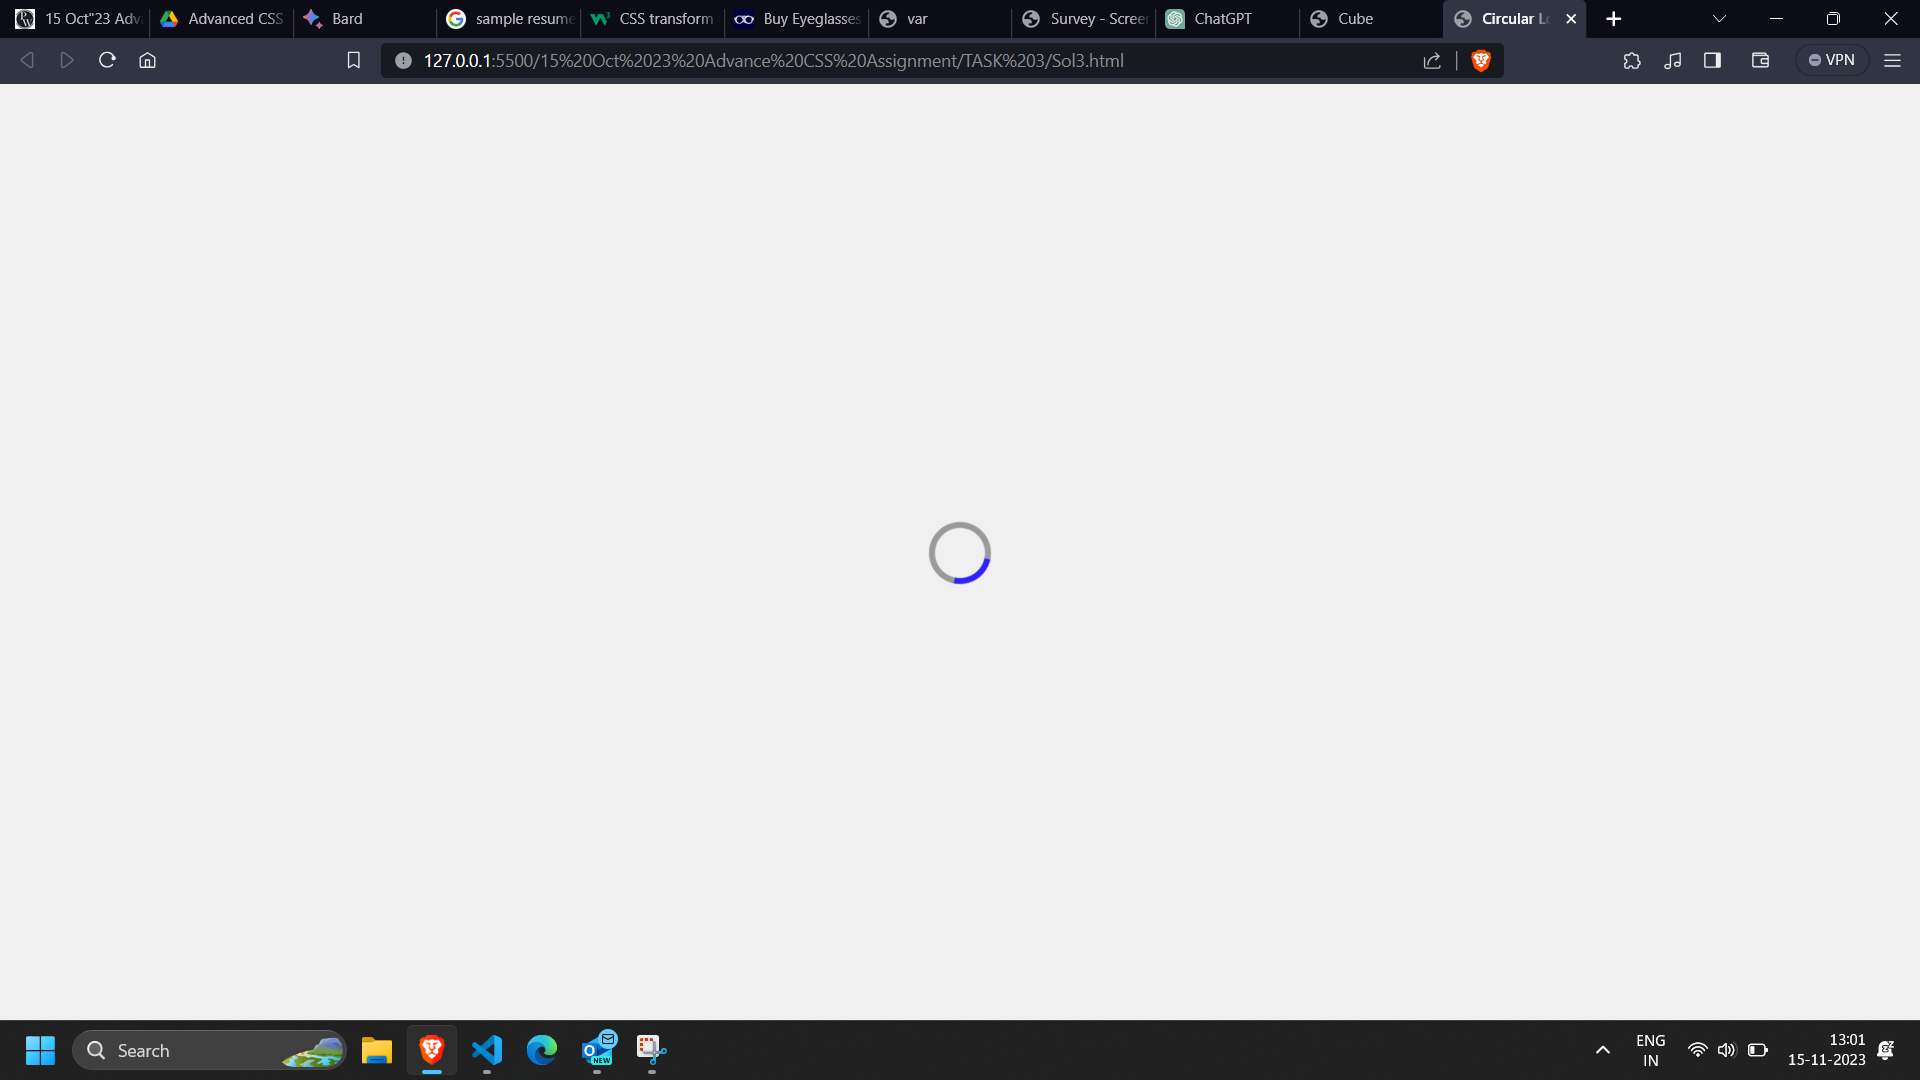 15 Oct"23 Adv
Advanced CSS
Bard
sample resume
CSS transform
Buy Eyeglasses
var
Survey - Screen
ChatGPT
Cube
Circular Lo
127.0.0.1:5500/15%20Oct%2023%20Advance%20CSS%20Assignment/TASK%203/Sol3.html
VPN
Search
NEW
ENG
IN
13:01
15-11-2023